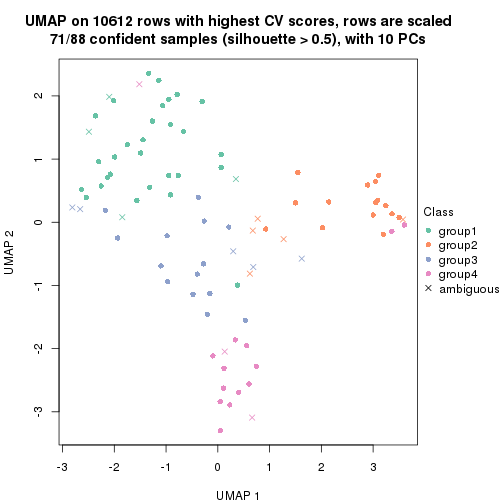 UMAP on 10612 rows with highest CV scores, rows are scaled
71/88 confident samples (silhouette > 0.5), with 10 PCs
2
1
0
-1
-2
-3
UMAP 2
-3 -2 -1 0 1 2 3
UMAP 1
Class
group1
group2
group3
group4
ambiguous